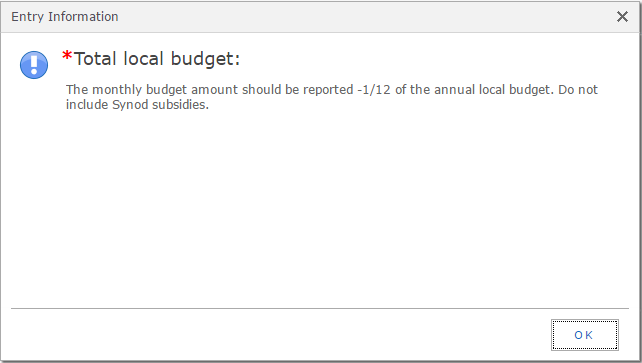 Entry Information
*Total local budget:
The monthly budget amount should be reported -1/12 of the annual local budget. Do not
include Synod subsidies.
OK